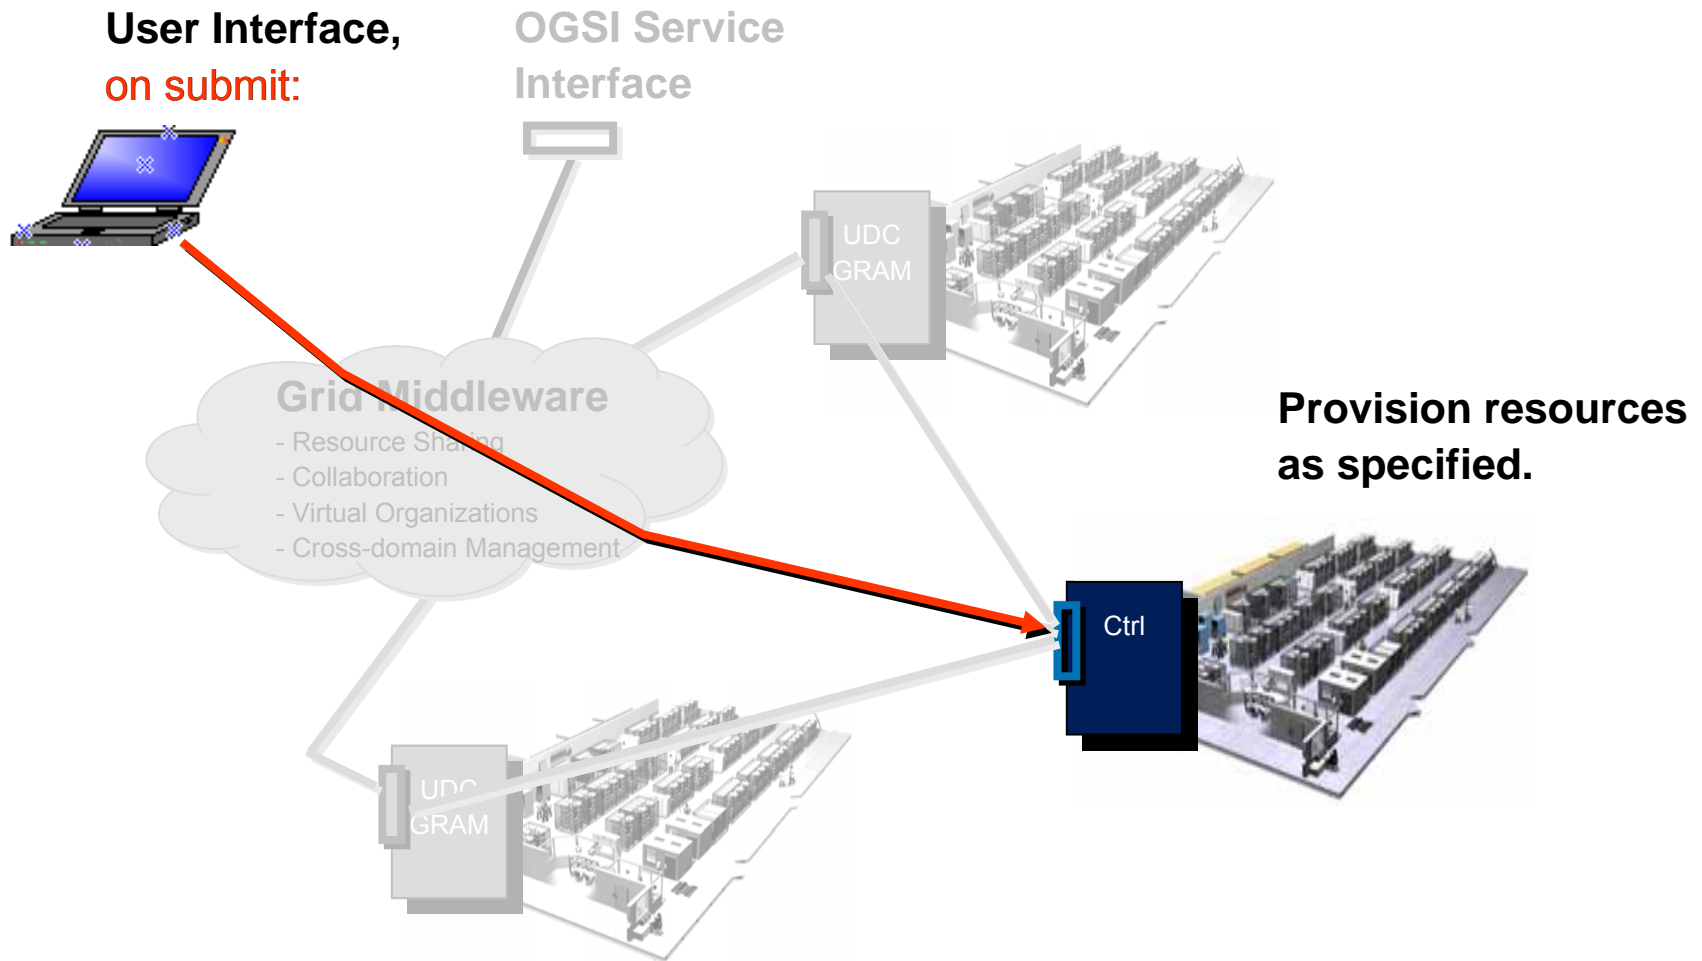 User Interface,
on submit:
OGSI Service
Interface
UDC
GRAM
Grid Middleware
- Resource Sharing
- Collaboration
- Virtual Organizations
- Cross-domain Management
Provision resources
as specified.
Ctrl
UDC
GRAM